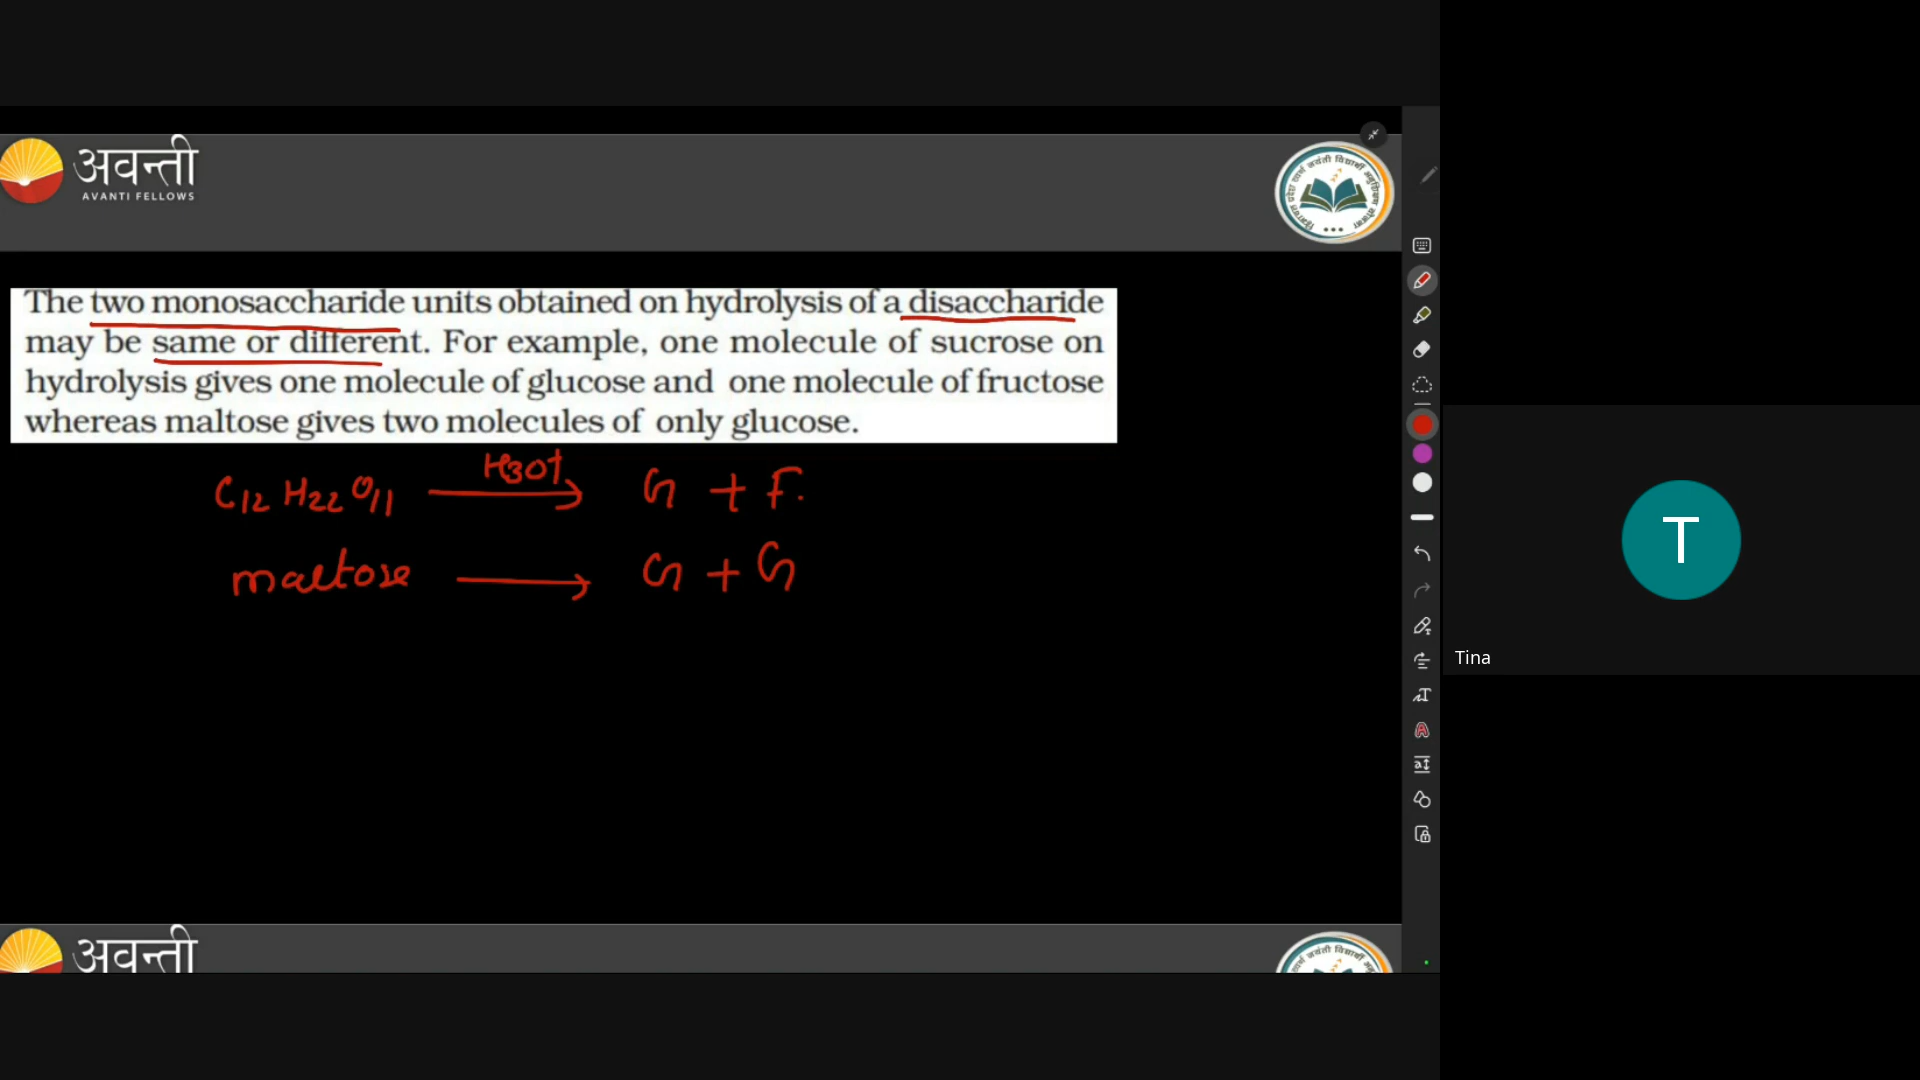 अवन्ती
AVANTI FELLOWS
The two monosaccharide units obtained on hydrolysis of a disaccharide
may be same or different. For example, one molecule of sucrose on
hydrolysis gives one molecule of glucose and one molecule of fructose
whereas maltose gives two molecules of only glucose.
C12 H22 O11 ⟶ H3O+ G + F.
maltose ⟶ G + G
T
Tina
अवन्ती